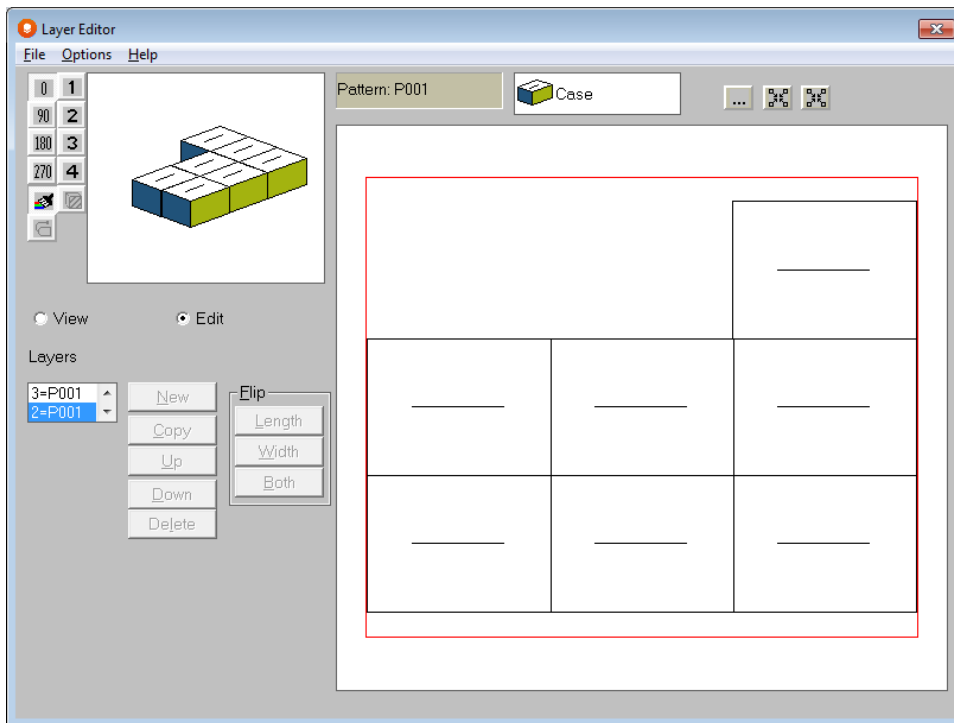 Layer Editor
File Options Help
0 1
90 2
180 3
270 4
Pattern: P001
Case
...
View
Edit
Layers
3=P001
2=P001
New
Copy
Up
Down
Delete
Flip
Length
Width
Both